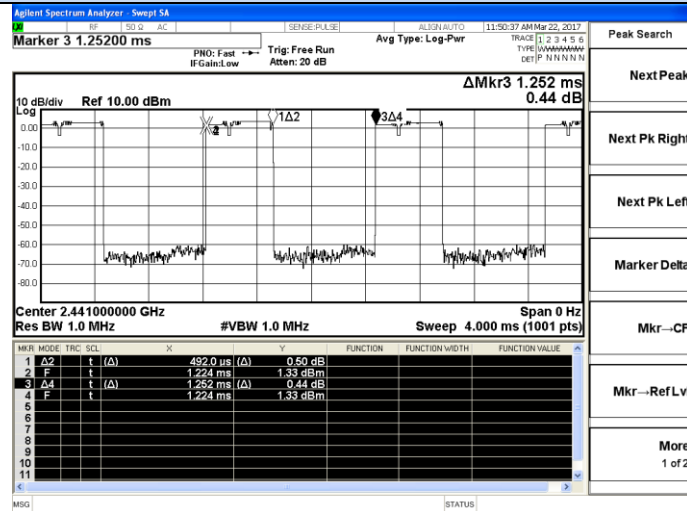 Agilent Spectrum Analyzer - Swept SA
RF 50 Ω AC SENSE:PULSE ALIGN AUTO 11:50:37 AM Mar 22, 2017
Marker 3 1.25200 ms
PNO: Fast
IFGain:Low
Trig: Free Run
Atten: 20 dB
Avg Type: Log-Pwr
TRACE 1 2 3 4 5 6
TYPE WWWWWW
DET P N N N N N
ΔMkr3 1.252 ms
0.44 dB
10 dB/div Ref 10.00 dBm
Log
1Δ2
3Δ4
0.00
-10.0
-20.0
-30.0
-40.0
-50.0
-60.0
-70.0
-80.0
Center 2.441000000 GHz Span 0 Hz
Res BW 1.0 MHz #VBW 1.0 MHz Sweep 4.000 ms (1001 pts)
MKR MODE TRC SCL X Y FUNCTION FUNCTION WIDTH FUNCTION VALUE
1 Δ2 t (Δ) 492.0 µs (Δ) 0.50 dB
2 F t 1.224 ms 1.33 dBm
3 Δ4 t (Δ) 1.252 ms (Δ) 0.44 dB
4 F t 1.224 ms 1.33 dBm
5
6
7
8
9
10
11
MSG STATUS
Peak Search
Next Peak
Next Pk Right
Next Pk Left
Marker Delta
Mkr→CF
Mkr→Ref Lvl
More
1 of 2